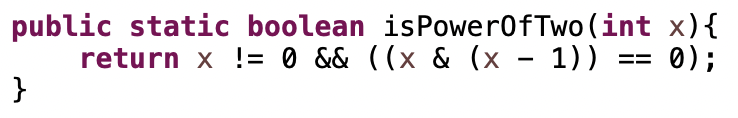 public static boolean isPowerOfTwo(int x){
    return x != 0 && ((x & (x - 1)) == 0);
}